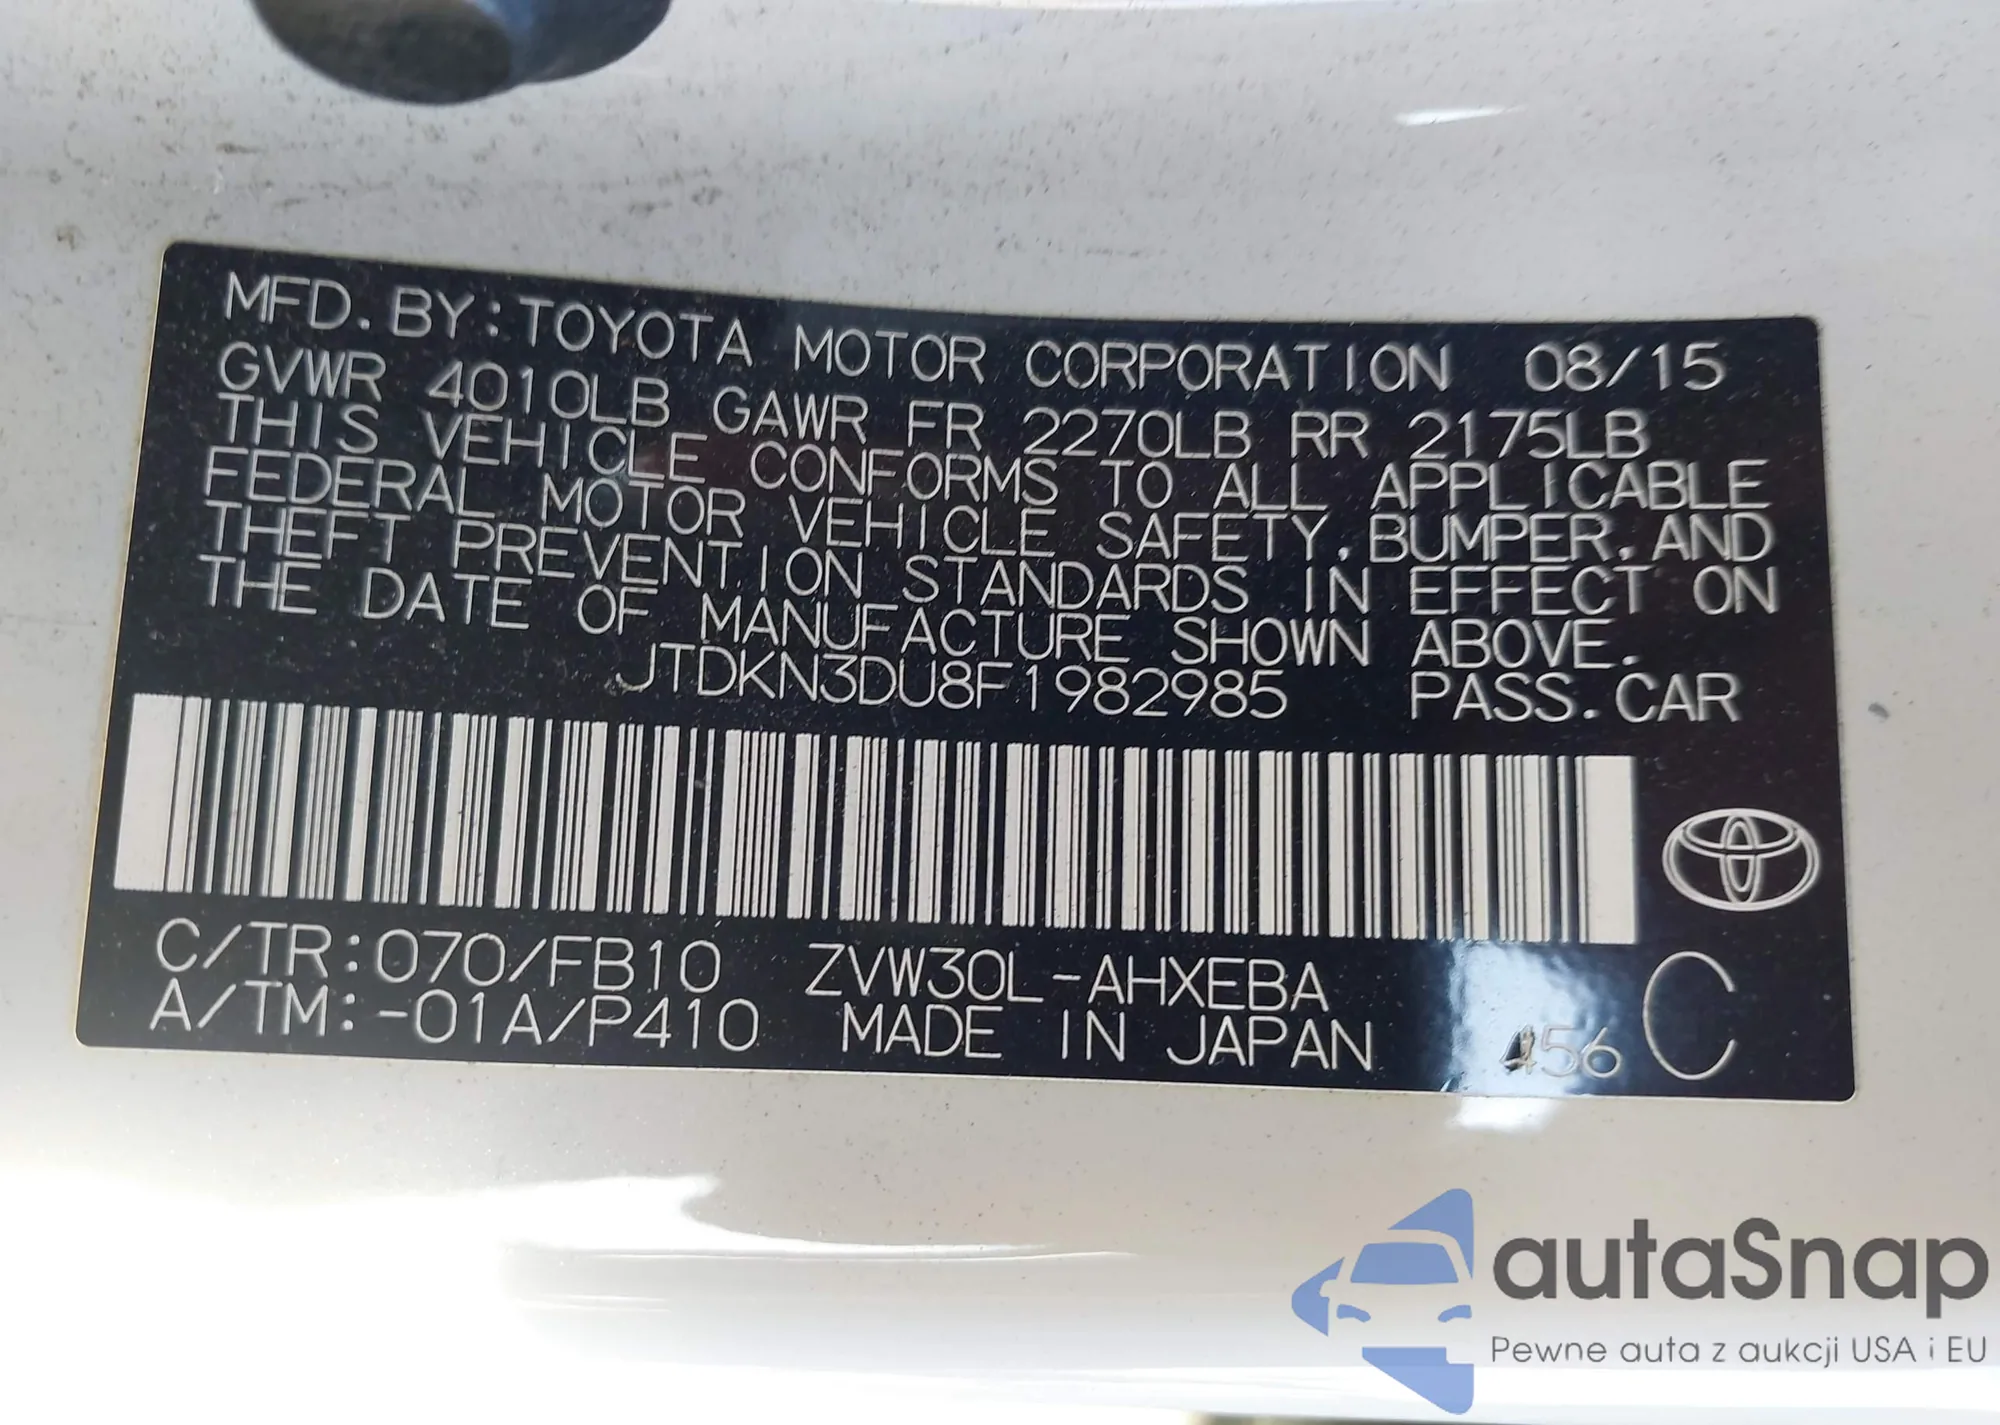 MFD. BY: TOYOTA MOTOR CORPORATION 08/15
GVWR 4010LB GAWR FR 2270LB RR 2175LB
THIS VEHICLE CONFORMS TO ALL APPLICABLE
FEDERAL MOTOR VEHICLE SAFETY, BUMPER, AND
THEFT PREVENTION STANDARDS IN EFFECT ON
THE DATE OF MANUFACTURE SHOWN ABOVE.
JTDKN3DU8F1982985 PASS. CAR
C/TR:070/FB10 ZVW30L-AHXEBA
A/TM:-01A/P410 MADE IN JAPAN 456 C
autaSnap
Pewne auta z aukcji USA i EU